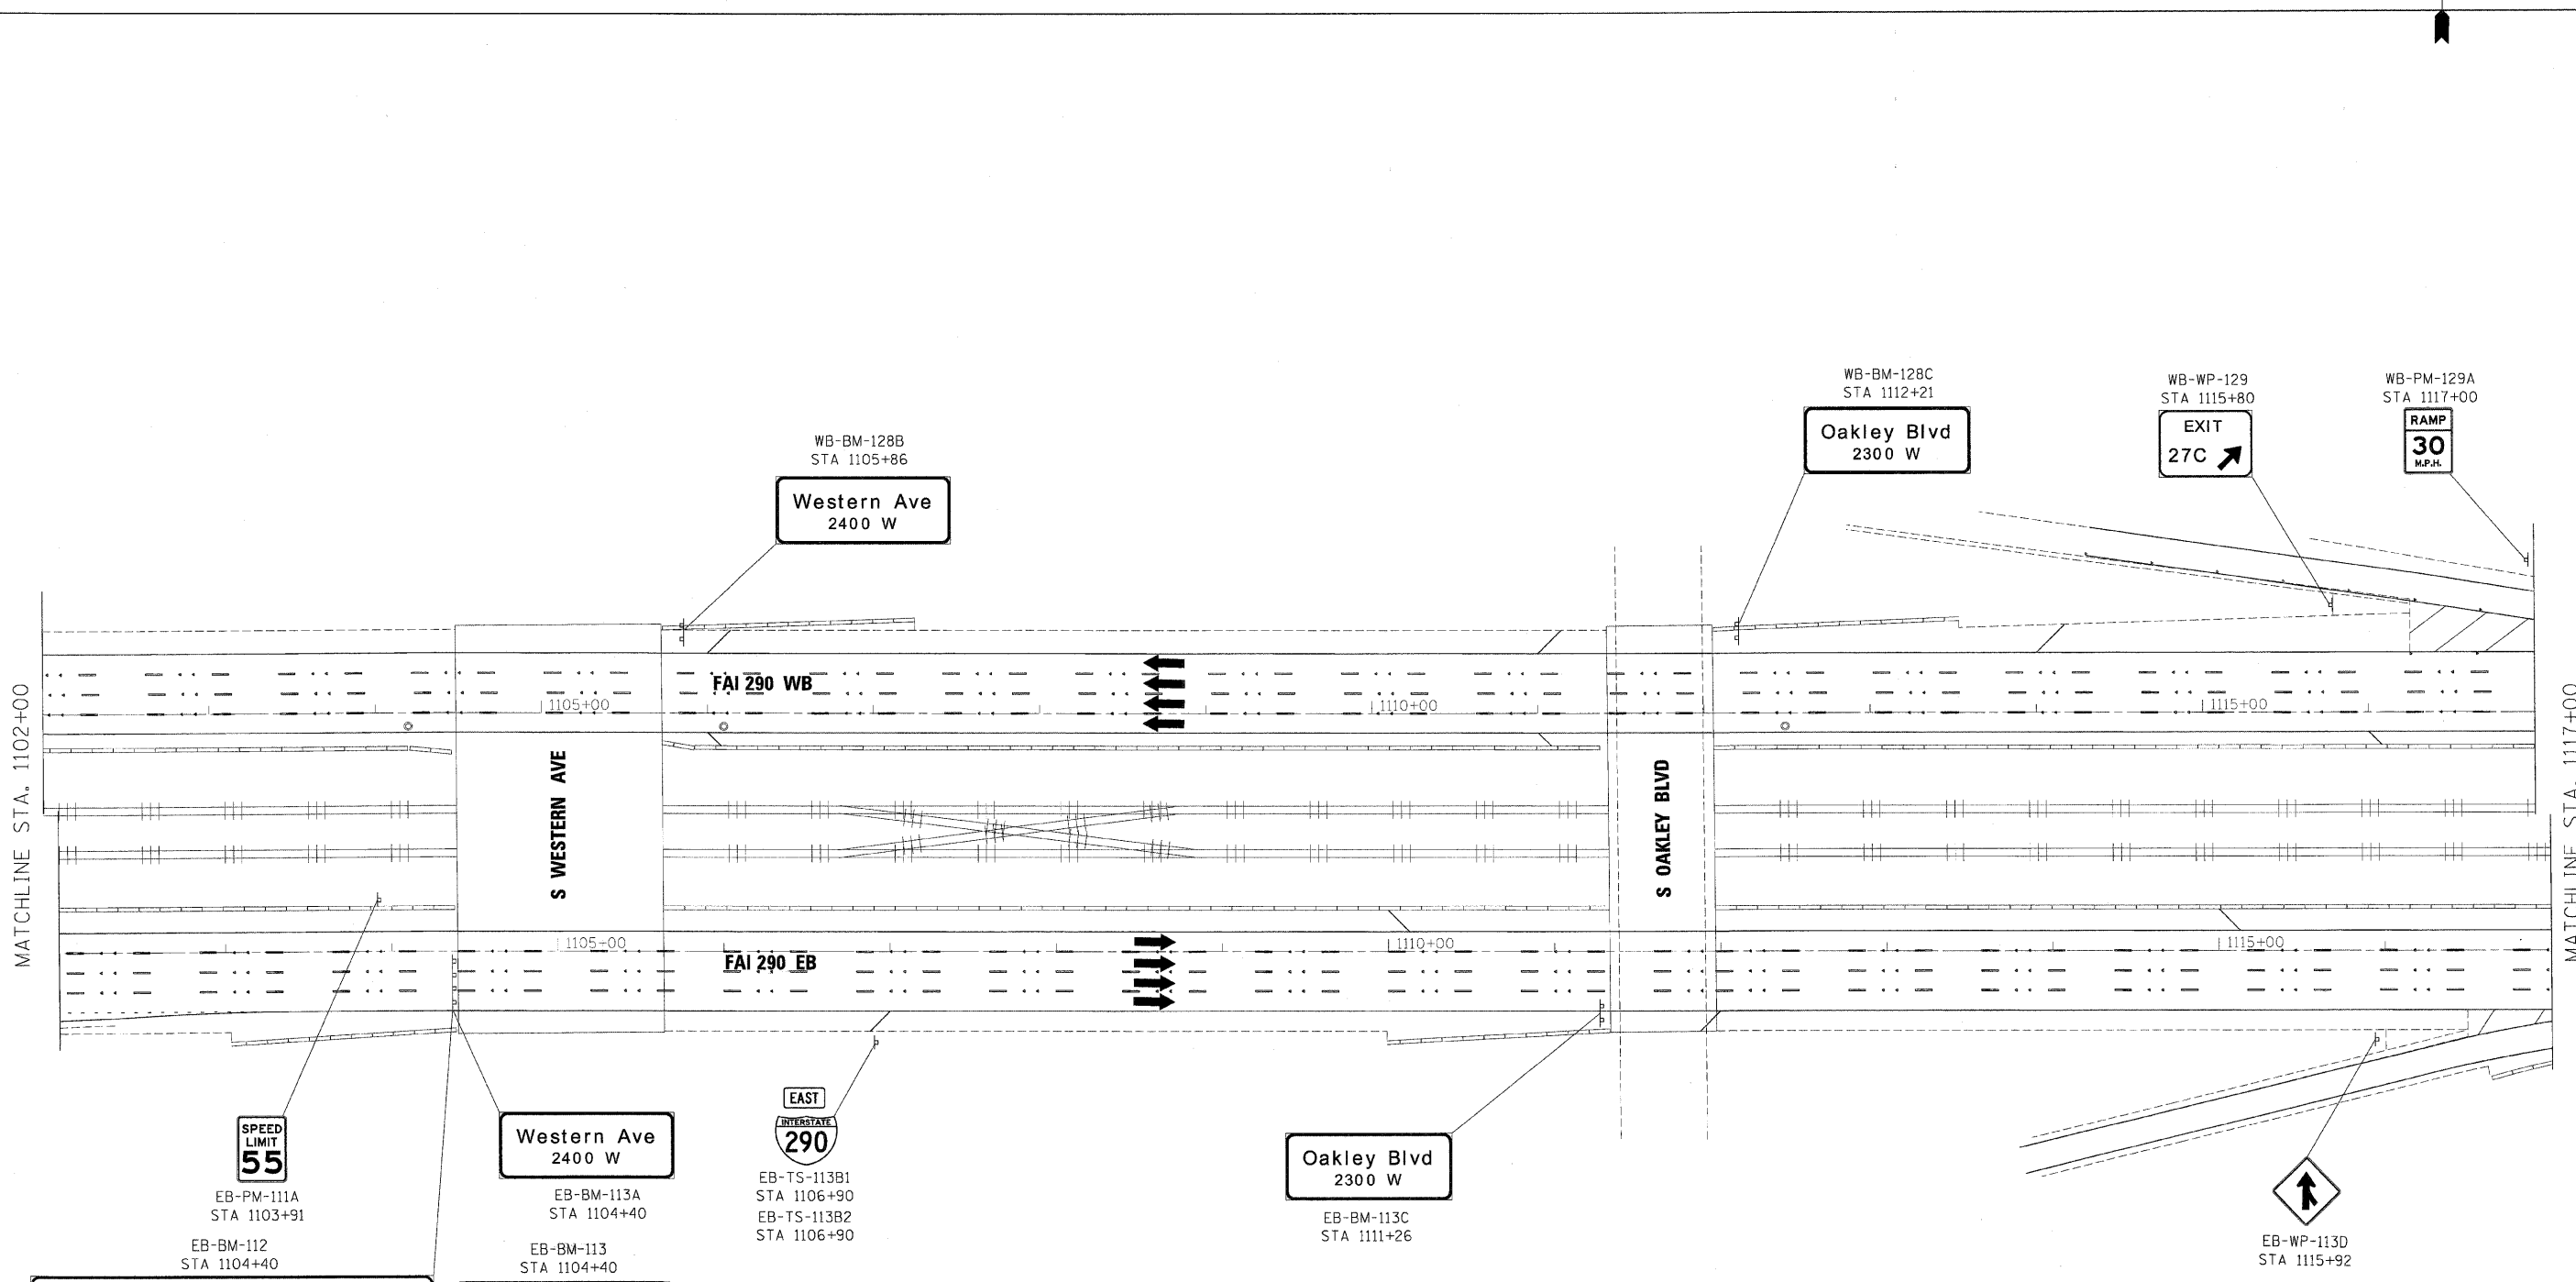 WB-BM-128C
STA 1112+21
Oakley Blvd
2300 W
WB-WP-129
STA 1115+80
EXIT
27C
WB-PM-129A
STA 1117+00
RAMP
30
M.P.H.
WB-BM-128B
STA 1105+86
Western Ave
2400 W
MATCHLINE STA. 1102+00
FAI 290 WB
1105+00
1110+00
1115+00
MATCHLINE STA. 1117+00
S WESTERN AVE
S OAKLEY BLVD
1105+00
1110+00
1115+00
FAI 290 EB
SPEED
LIMIT
55
EB-PM-111A
STA 1103+91
Western Ave
2400 W
EB-BM-113A
STA 1104+40
EAST
INTERSTATE
290
EB-TS-113B1
STA 1106+90
EB-TS-113B2
STA 1106+90
Oakley Blvd
2300 W
EB-BM-113C
STA 1111+26
EB-WP-113D
STA 1115+92
EB-BM-112
STA 1104+40
EB-BM-113
STA 1104+40